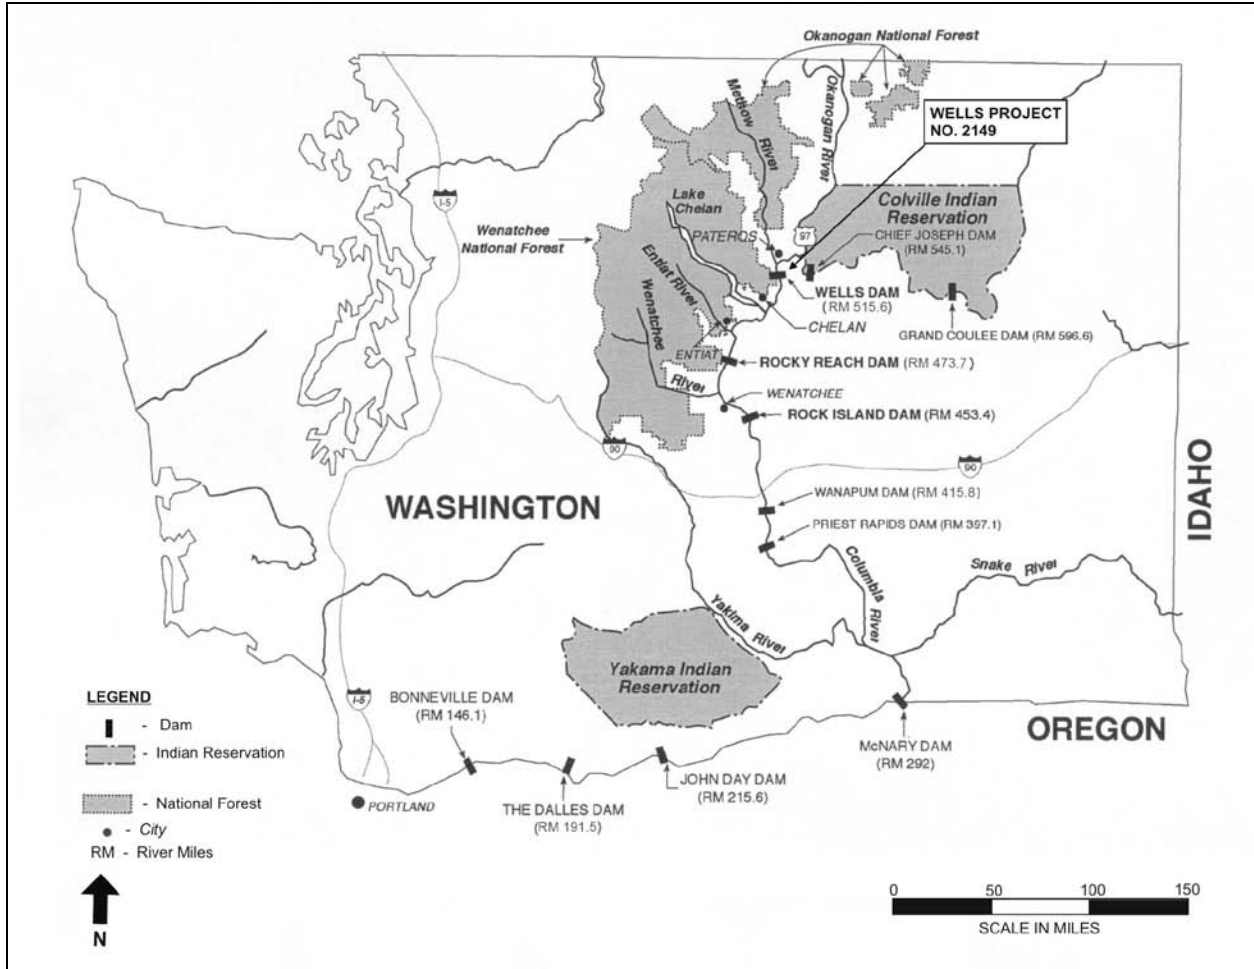 Okanogan National Forest
Methow
River
Okanogan River
WELLS PROJECT
NO. 2149
I-5
Lake
Chelan
Colville Indian
Reservation
Wenatchee
National Forest
PATEROS
97
CHIEF JOSEPH DAM
(RM 545.1)
Entiat River
WELLS DAM
(RM 515.6)
Wenatchee
River
CHELAN
GRAND COULEE DAM (RM 596.6)
ENTIAT
ROCKY REACH DAM (RM 473.7)
WENATCHEE
ROCK ISLAND DAM (RM 453.4)
90
90
IDAHO
WASHINGTON
WANAPUM DAM (RM 415.8)
PRIEST RAPIDS DAM (RM 397.1)
Columbia
River
Snake River
Yakima River
Yakama Indian
Reservation
I-5
BONNEVILLE DAM
(RM 146.1)
OREGON
McNARY DAM
(RM 292)
JOHN DAY DAM
(RM 215.6)
THE DALLES DAM
(RM 191.5)
PORTLAND
LEGEND
- Dam
- Indian Reservation
- National Forest
- City
RM - River Miles
N
0 50 100 150
SCALE IN MILES